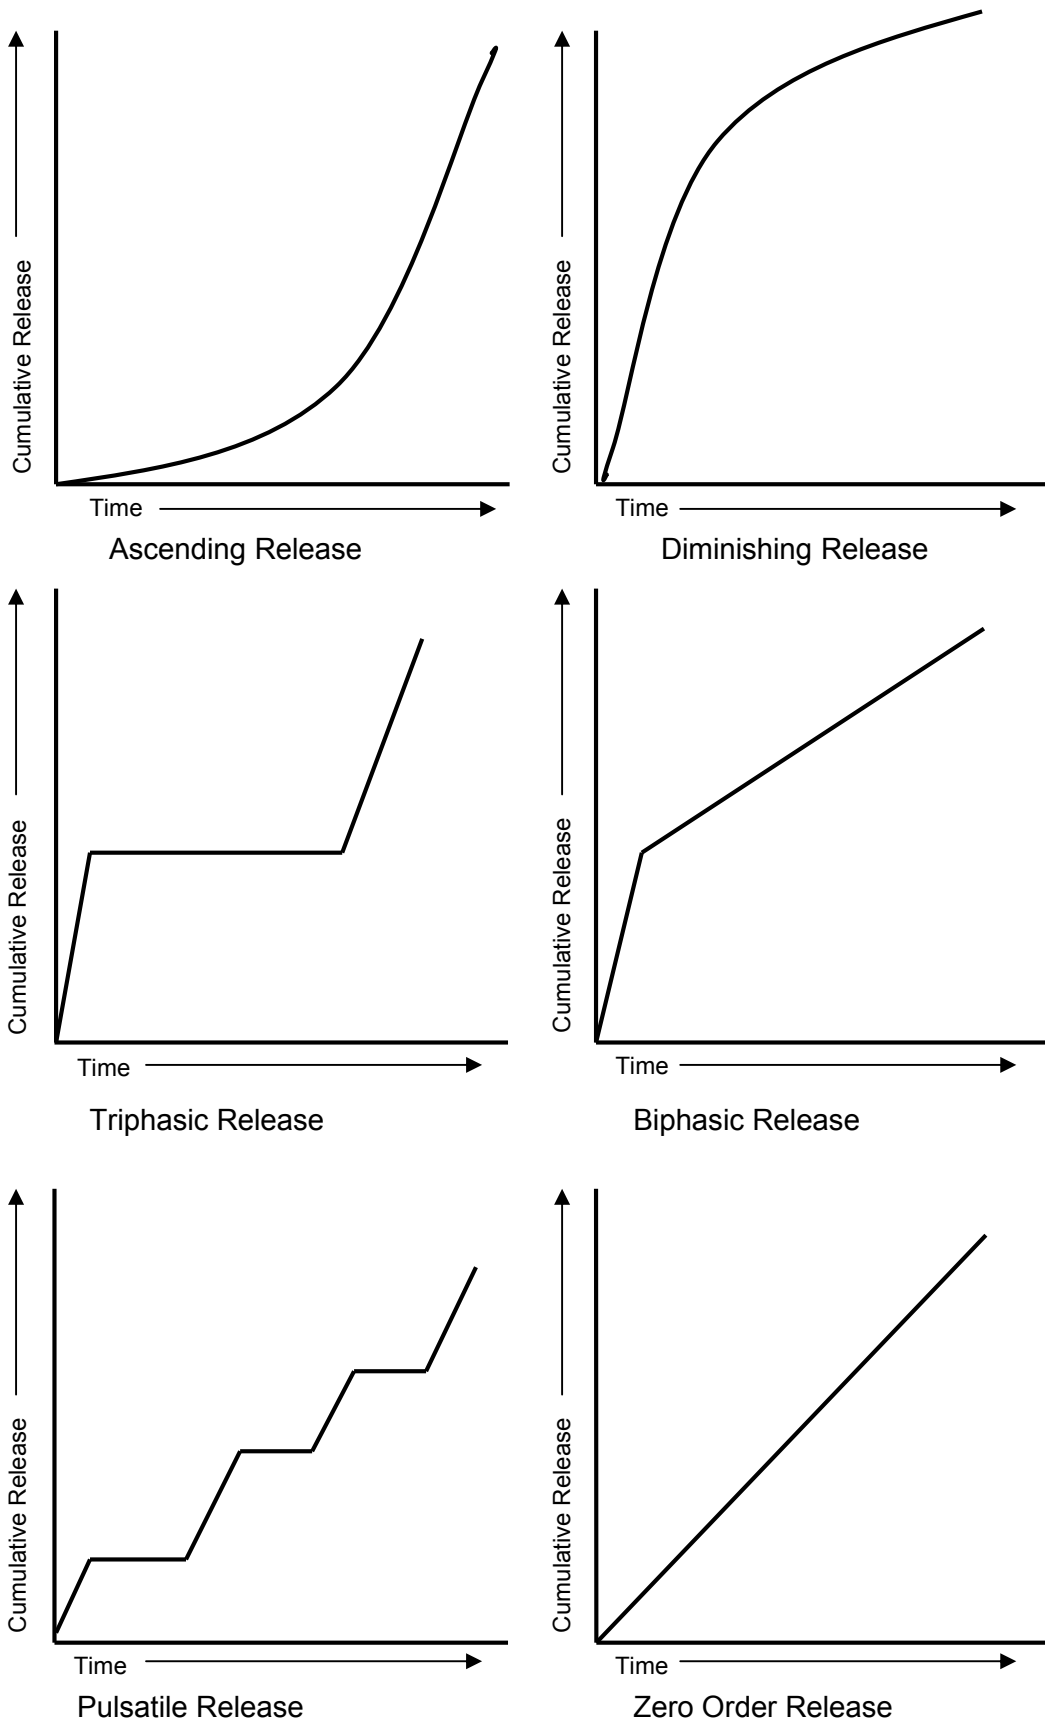 Cumulative Release
Time
Ascending Release
Cumulative Release
Time
Diminishing Release
Cumulative Release
Time
Triphasic Release
Cumulative Release
Time
Biphasic Release
Cumulative Release
Time
Pulsatile Release
Cumulative Release
Time
Zero Order Release